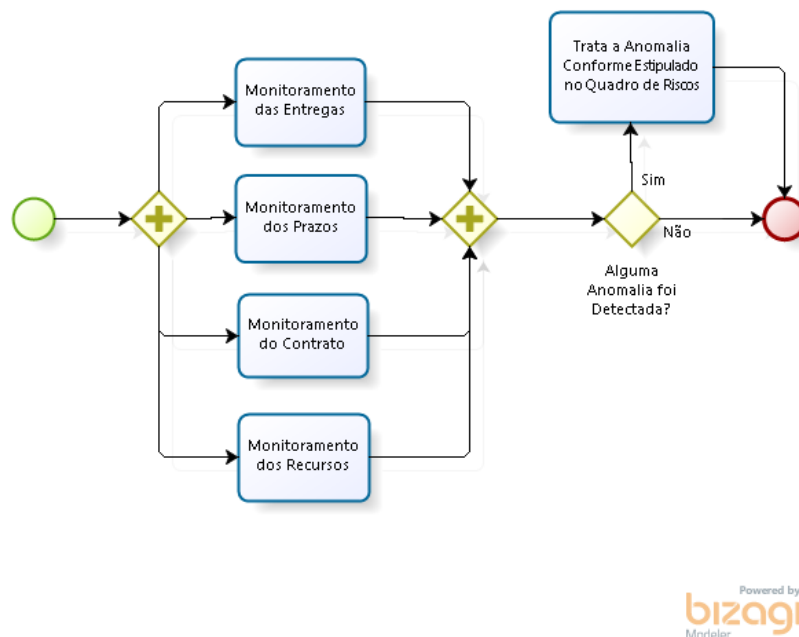 Monitoramento
das Entregas
Monitoramento
dos Prazos
Monitoramento
do Contrato
Monitoramento
dos Recursos
Alguma
Anomalia foi
Detectada?
Sim
Não
Trata a Anomalia
Conforme Estipulado
no Quadro de Riscos
Powered by
bizagi
Modeler